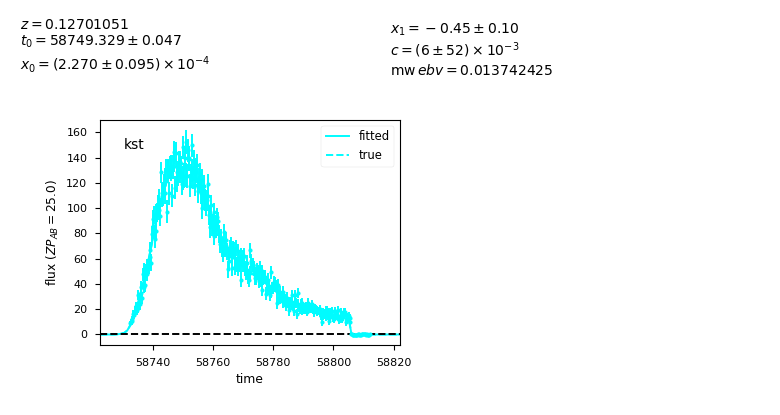 z = 0.12701051
t₀ = 58749.329 ± 0.047
x₀ = (2.270 ± 0.095) × 10⁻⁴
x₁ = −0.45 ± 0.10
c = (6 ± 52) × 10⁻³
mw ebv = 0.013742425
kst
fitted
true
160
140
120
100
80
60
40
20
0
flux (ZP_AB = 25.0)
58740 58760 58780 58800 58820
time